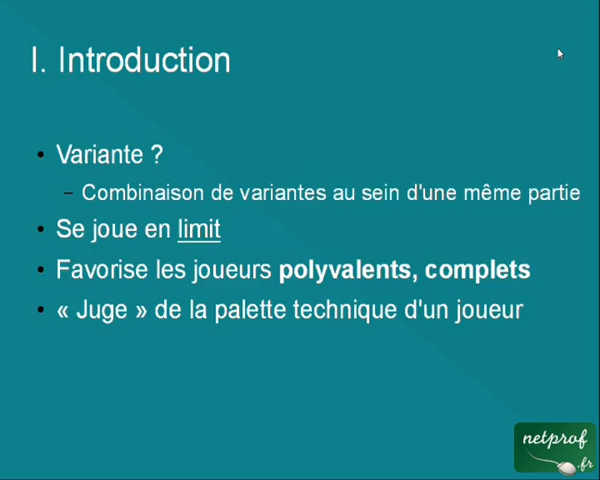 I. Introduction
• Variante ?
– Combinaison de variantes au sein d'une même partie
• Se joue en limit
• Favorise les joueurs polyvalents, complets
• « Juge » de la palette technique d'un joueur
netprof
.fr